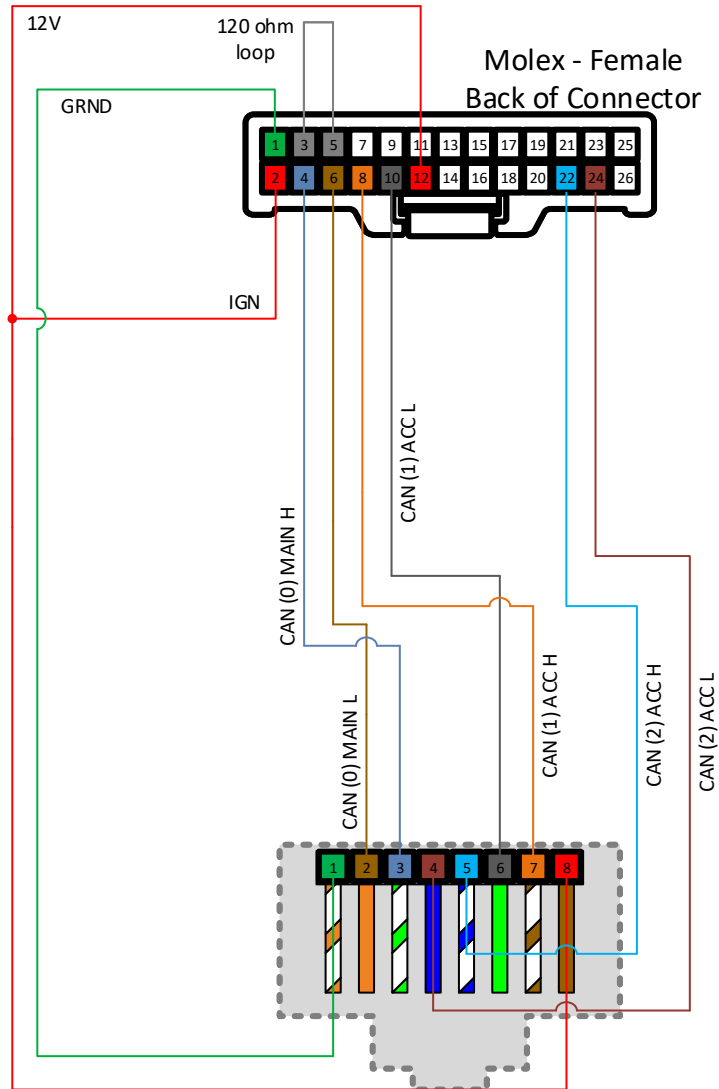 12V
120 ohm
loop
Molex - Female
Back of Connector
GRND
1 3 5 7 9 11 13 15 17 19 21 23 25
2 4 6 8 10 12 14 16 18 20 22 24 26
IGN
CAN (1) ACC L
CAN (0) MAIN H
CAN (0) MAIN L
CAN (1) ACC H
CAN (2) ACC H
CAN (2) ACC L
1 2 3 4 5 6 7 8